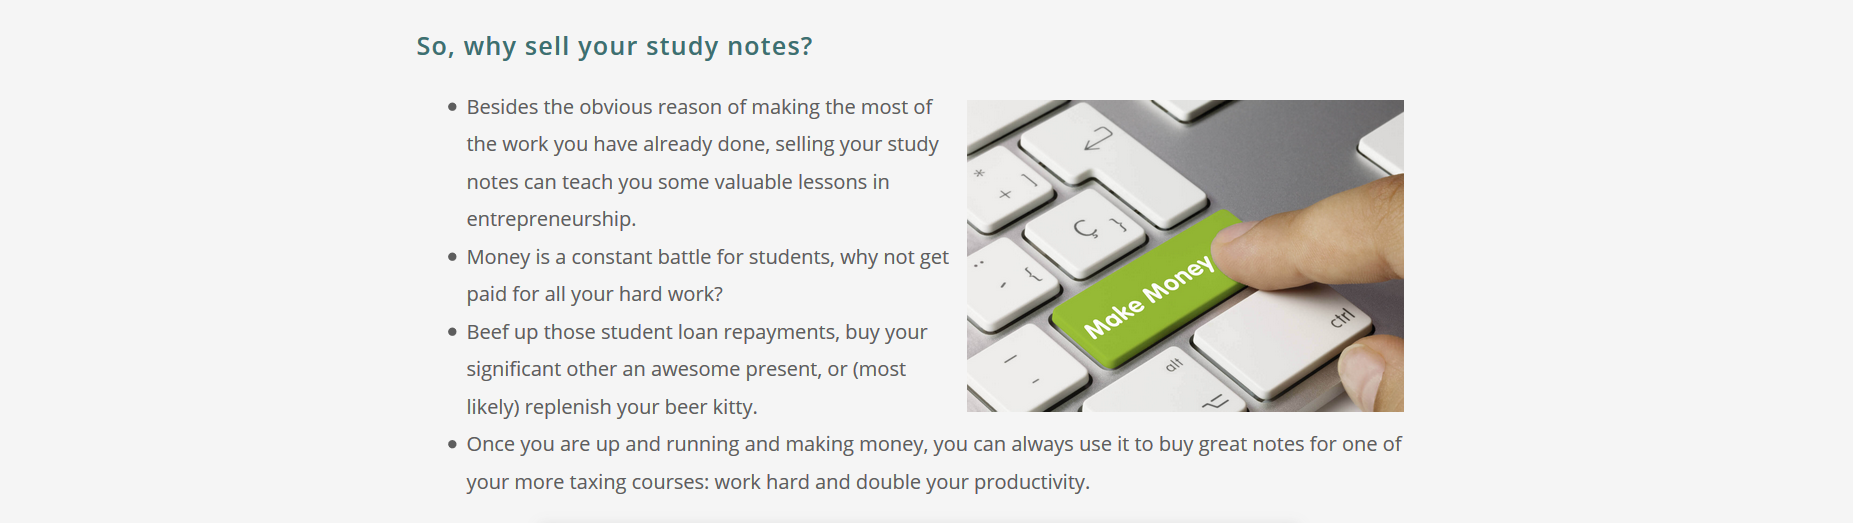 So, why sell your study notes?
Besides the obvious reason of making the most of
the work you have already done, selling your study
notes can teach you some valuable lessons in
entrepreneurship.
Money is a constant battle for students, why not get
paid for all your hard work?
Beef up those student loan repayments, buy your
significant other an awesome present, or (most
likely) replenish your beer kitty.
Once you are up and running and making money, you can always use it to buy great notes for one of
your more taxing courses: work hard and double your productivity.
* + ]
Ç }
¨ ´ {
Make Money
ctrl
alt
_ -